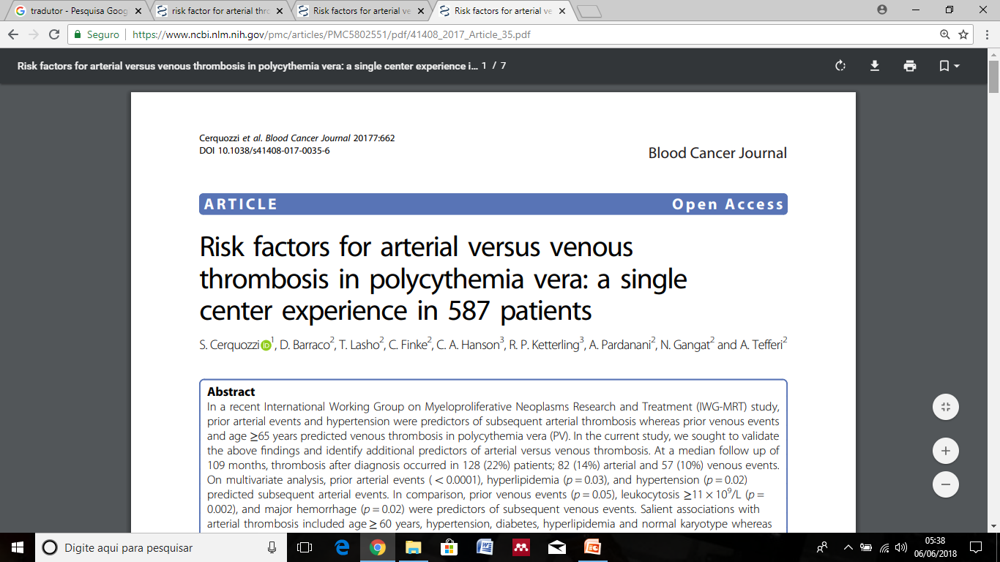 tradutor - Pesquisa Goog
risk factor for arterial thr
Risk factors for arterial ve
Risk factors for arterial ve
Seguro
https://www.ncbi.nlm.nih.gov/pmc/articles/PMC5802551/pdf/41408_2017_Article_35.pdf
Risk factors for arterial versus venous thrombosis in polycythemia vera: a single center experience i... 1 / 7
Cerquozzi et al. Blood Cancer Journal 20177:662
DOI 10.1038/s41408-017-0035-6
Blood Cancer Journal
ARTICLE
Open Access
Risk factors for arterial versus venous
thrombosis in polycythemia vera: a single
center experience in 587 patients
S. Cerquozzi iD 1, D. Barraco2, T. Lasho2, C. Finke2, C. A. Hanson3, R. P. Ketterling3, A. Pardanani2, N. Gangat2 and A. Tefferi2
Abstract
In a recent International Working Group on Myeloproliferative Neoplasms Research and Treatment (IWG-MRT) study,
prior arterial events and hypertension were predictors of subsequent arterial thrombosis whereas prior venous events
and age ≥65 years predicted venous thrombosis in polycythemia vera (PV). In the current study, we sought to validate
the above findings and identify additional predictors of arterial versus venous thrombosis. At a median follow up of
109 months, thrombosis after diagnosis occurred in 128 (22%) patients; 82 (14%) arterial and 57 (10%) venous events.
On multivariate analysis, prior arterial events ( < 0.0001), hyperlipidemia (p = 0.03), and hypertension (p = 0.02)
predicted subsequent arterial events. In comparison, prior venous events (p = 0.05), leukocytosis ≥11 × 10⁹/L (p =
0.002), and major hemorrhage (p = 0.02) were predictors of subsequent venous events. Salient associations with
arterial thrombosis included age ≥ 60 years, hypertension, diabetes, hyperlipidemia and normal karyotype whereas
Digite aqui para pesquisar
05:38
06/06/2018